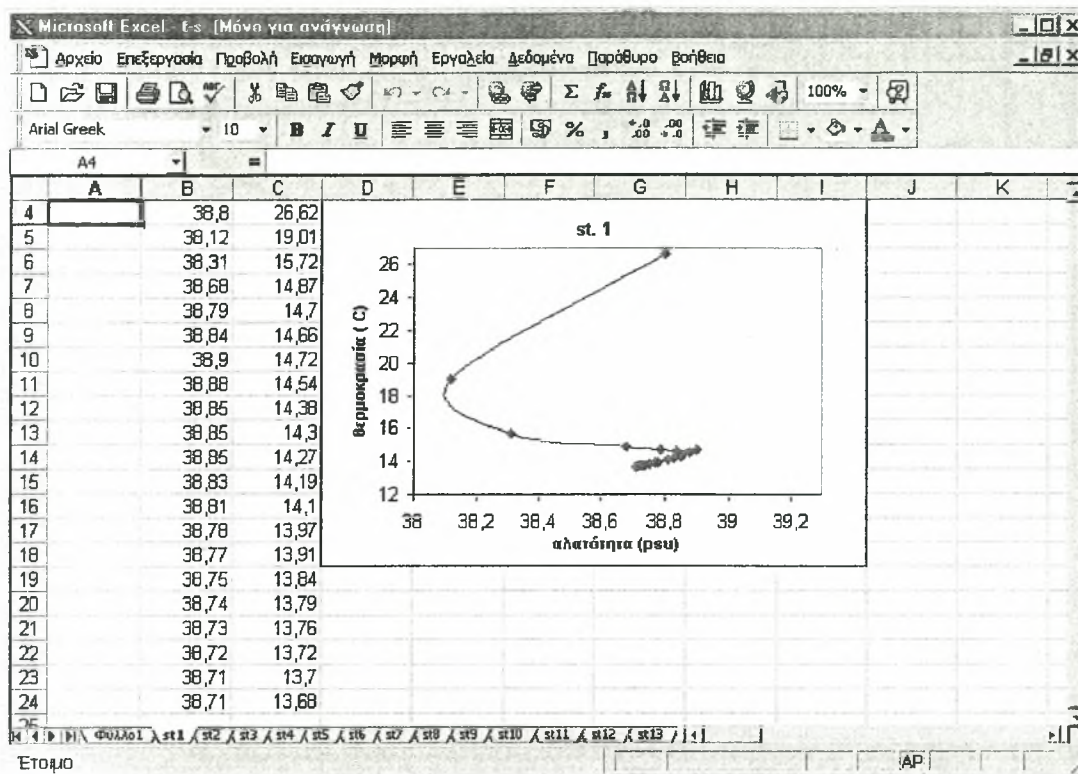 Microsoft Excel - t-s [Μόνο για ανάγνωση]
Αρχείο Επεξεργασία Προβολή Εισαγωγή Μορφή Εργαλεία Δεδομένα Παράθυρο Βοήθεια
100%
Arial Greek 10 B I U % ,
A4 =
A B C D E F G H I J K
4 38,8 26,62
5 38,12 19,01
6 38,31 15,72
7 38,68 14,87
8 38,79 14,7
9 38,84 14,66
10 38,9 14,72
11 38,88 14,54
12 38,85 14,38
13 38,85 14,3
14 38,85 14,27
15 38,83 14,19
16 38,81 14,1
17 38,78 13,97
18 38,77 13,91
19 38,75 13,84
20 38,74 13,79
21 38,73 13,76
22 38,72 13,72
23 38,71 13,7
24 38,71 13,68
25
st. 1
θερμοκρασία ( C)
26
24
22
20
18
16
14
12
38 38,2 38,4 38,6 38,8 39 39,2
αλατότητα (psu)
Φύλλο1 st1 st2 st3 st4 st5 st6 st7 st8 st9 st10 st11 st12 st13
Έτοιμο ΑΡ